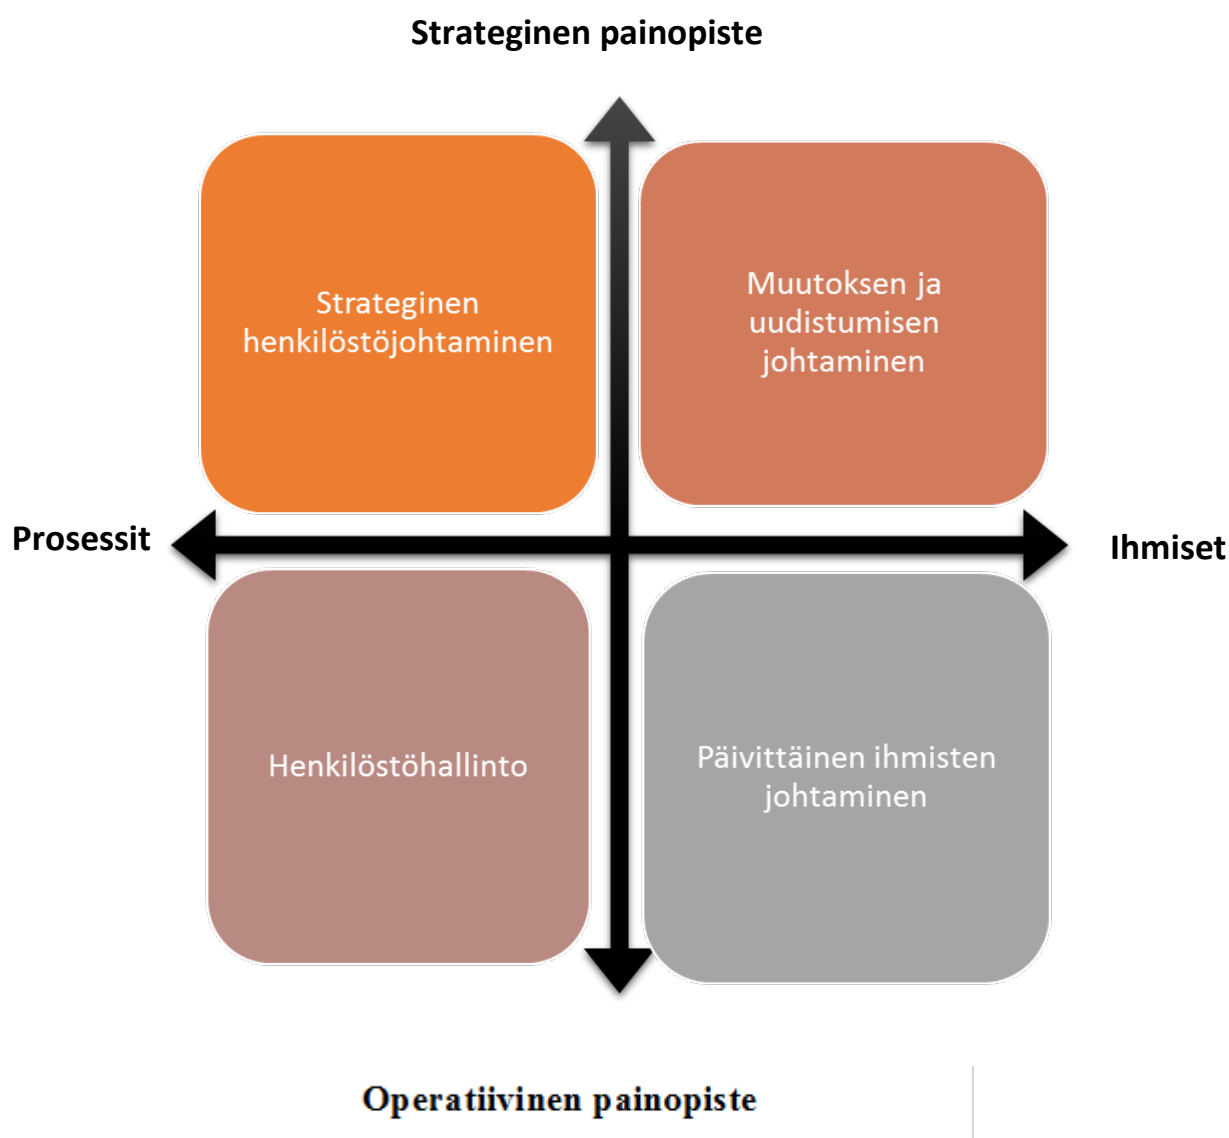 Strateginen painopiste
Strateginen
henkilöstöjohtaminen
Muutoksen ja
uudistumisen
johtaminen
Prosessit
Ihmiset
Henkilöstöhallinto
Päivittäinen ihmisten
johtaminen
Operatiivinen painopiste